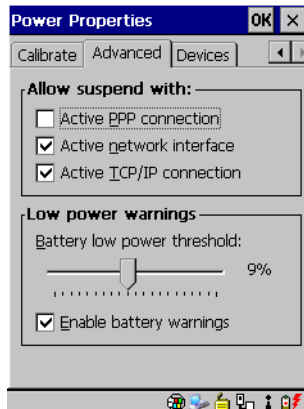 Power Properties OK ×
Calibrate Advanced Devices
Allow suspend with:
Active PPP connection
Active network interface
Active TCP/IP connection
Low power warnings
Battery low power threshold:
9%
Enable battery warnings